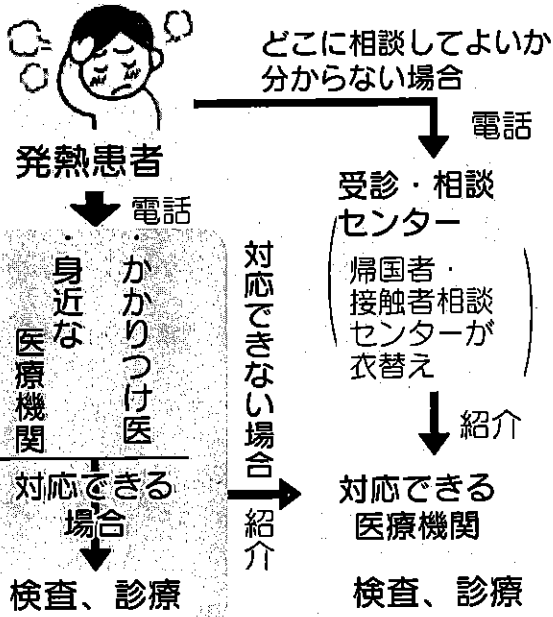 どこに相談してよいか
分からない場合
電話
発熱患者
電話
受診・相談
センター
帰国者・
接触者相談
センターが
衣替え
・かかりつけ医
・身近な
医療機関
対応できない場合
紹介
紹介
対応できる
場合
対応できる
医療機関
検査、診療
検査、診療